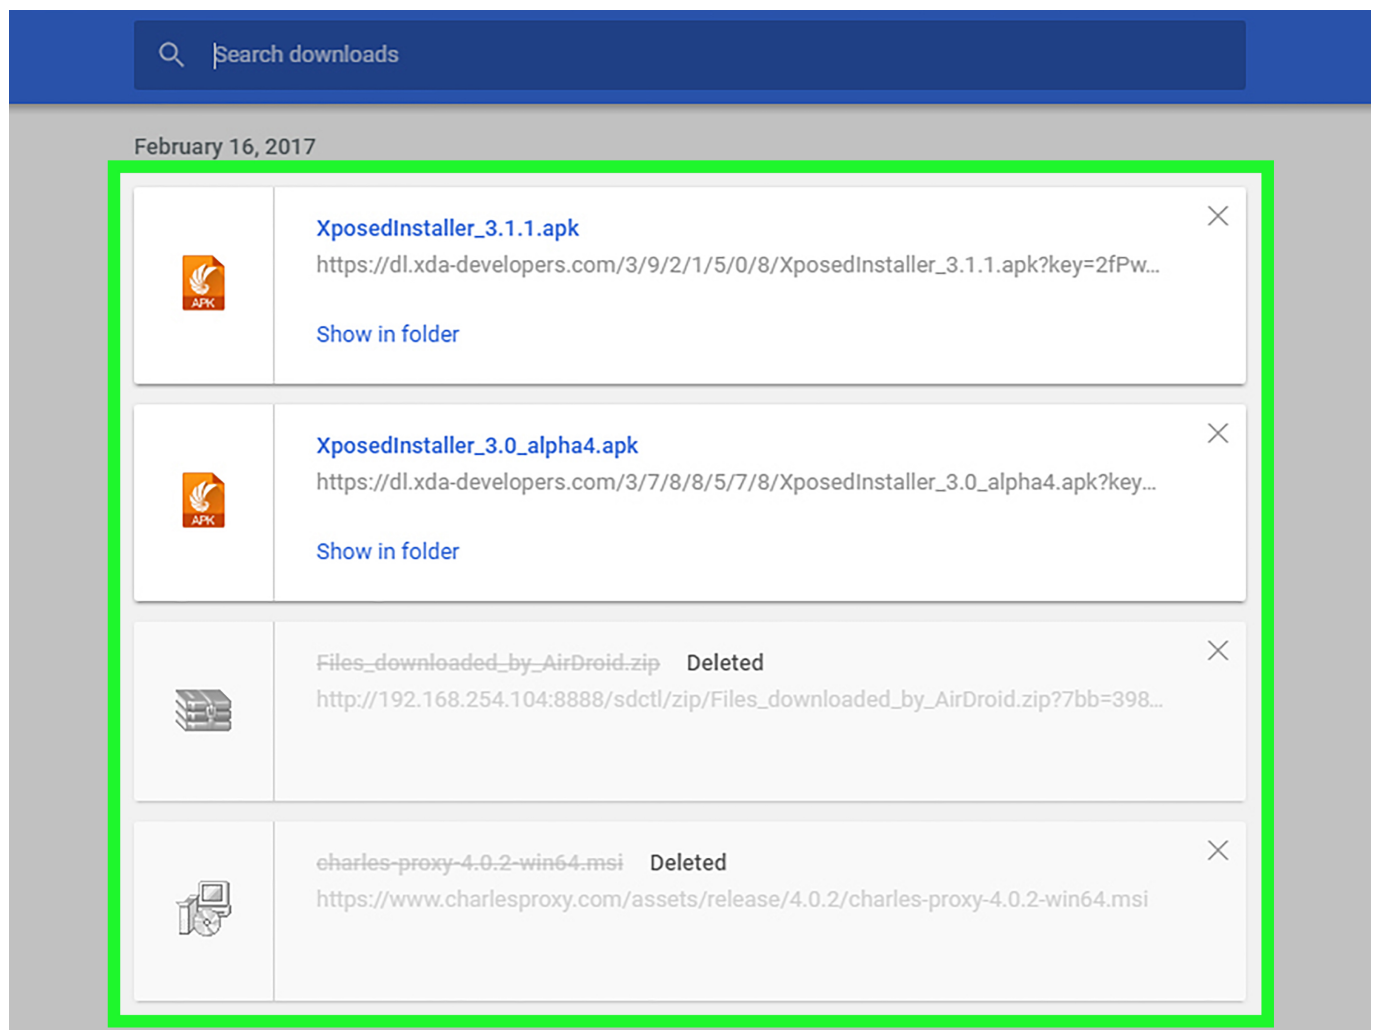 Search downloads
February 16, 2017
XposedInstaller_3.1.1.apk
https://dl.xda-developers.com/3/9/2/1/5/0/8/XposedInstaller_3.1.1.apk?key=2fPw...
APK
Show in folder
XposedInstaller_3.0_alpha4.apk
https://dl.xda-developers.com/3/7/8/8/5/7/8/XposedInstaller_3.0_alpha4.apk?key...
APK
Show in folder
Files_downloaded_by_AirDroid.zip Deleted
http://192.168.254.104:8888/sdctl/zip/Files_downloaded_by_AirDroid.zip?7bb=398...
charles-proxy-4.0.2-win64.msi Deleted
https://www.charlesproxy.com/assets/release/4.0.2/charles-proxy-4.0.2-win64.msi